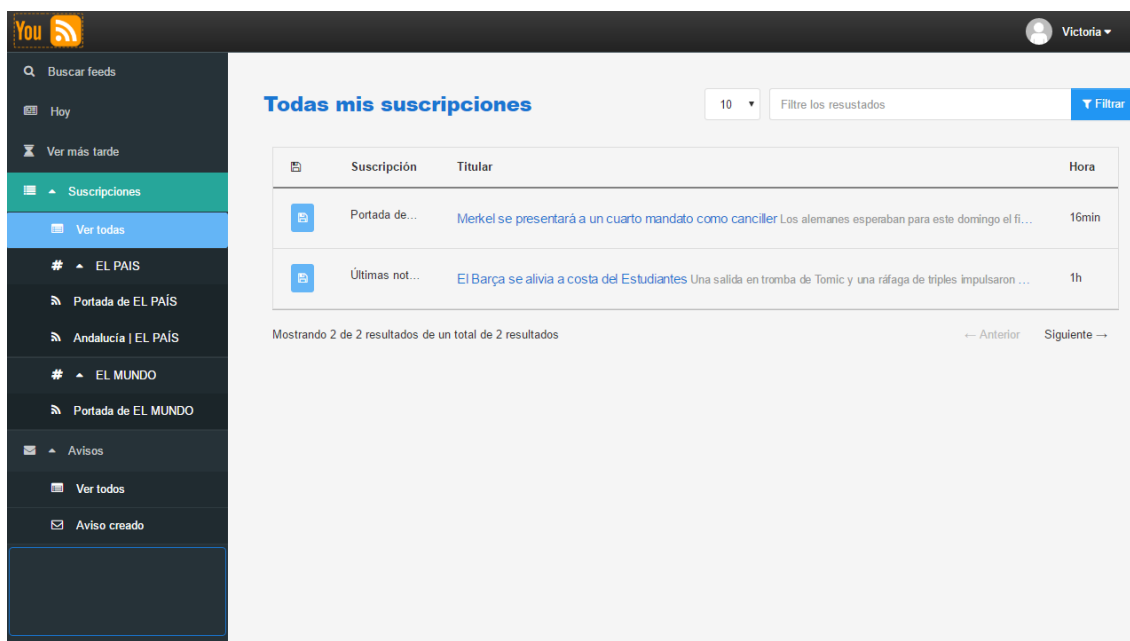 You
Victoria
Buscar feeds
Hoy
Ver más tarde
Suscripciones
Ver todas
# EL PAIS
Portada de EL PAÍS
Andalucía | EL PAÍS
# EL MUNDO
Portada de EL MUNDO
Avisos
Ver todos
Aviso creado
Todas mis suscripciones
10
Filtre los resustados
Filtrar
Suscripción Titular Hora
Portada de... Merkel se presentará a un cuarto mandato como canciller Los alemanes esperaban para este domingo el fi... 16min
Últimas not... El Barça se alivia a costa del Estudiantes Una salida en tromba de Tomic y una ráfaga de triples impulsaron ... 1h
Mostrando 2 de 2 resultados de un total de 2 resultados
← Anterior Siguiente →